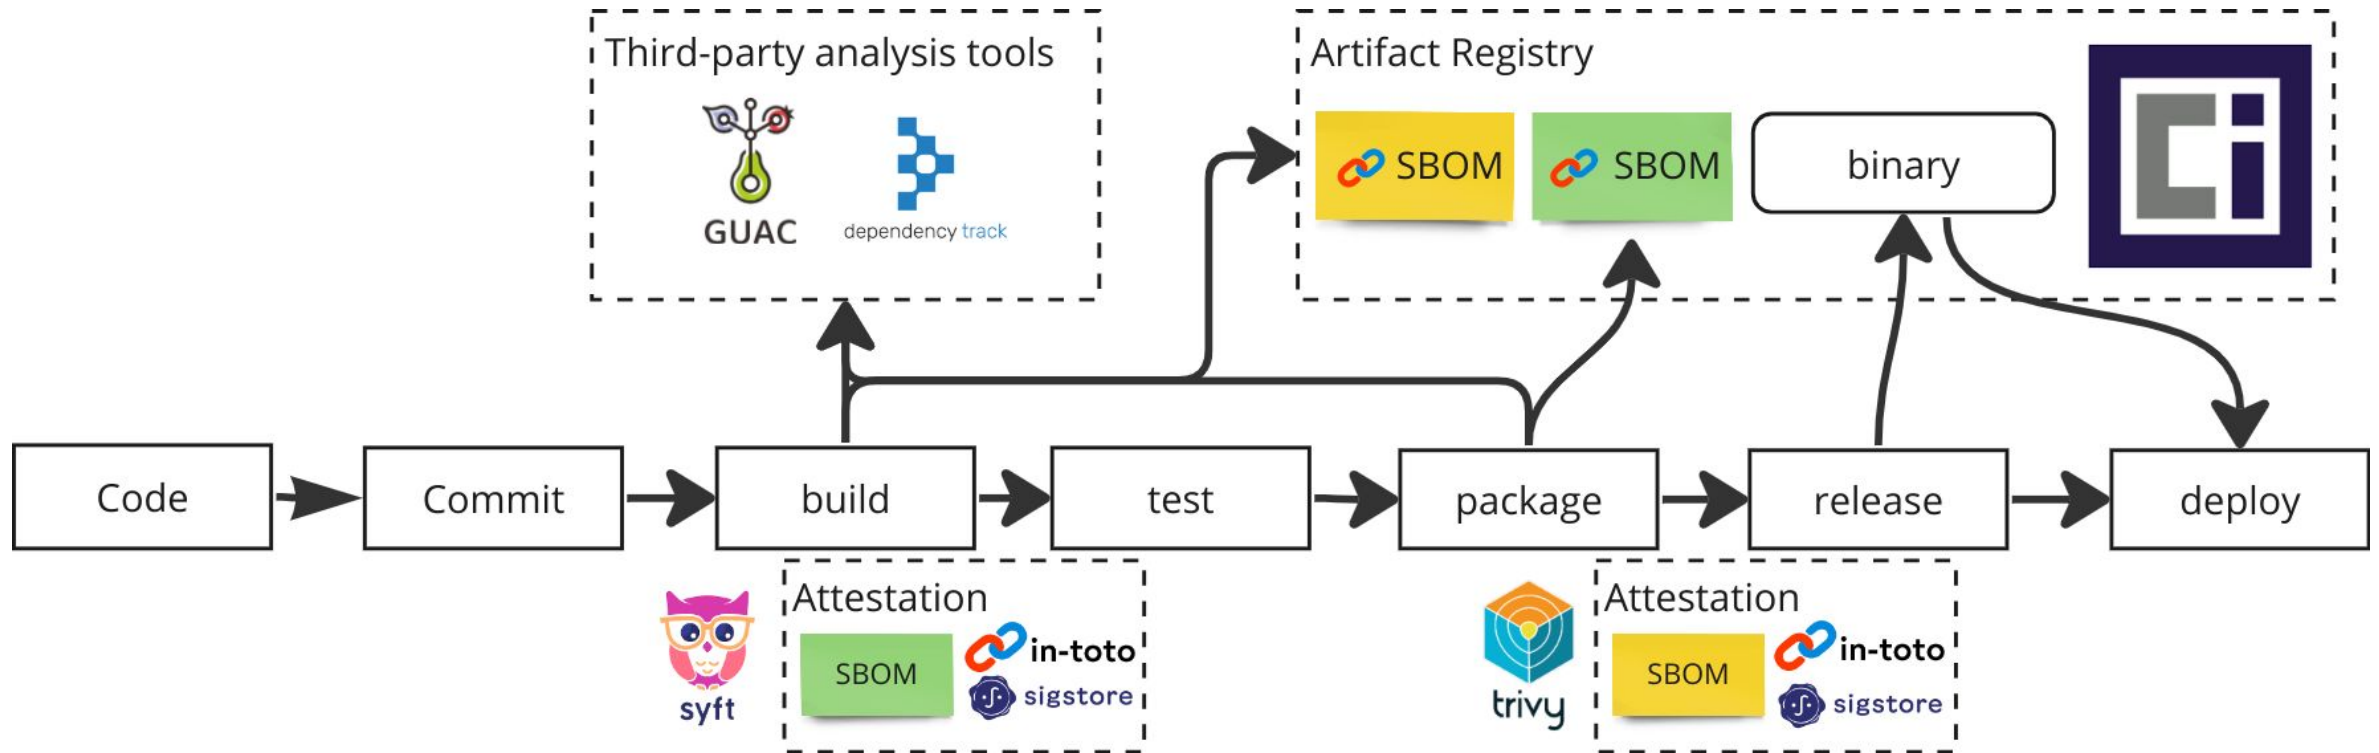 Third-party analysis tools
GUAC
dependency track
Artifact Registry
SBOM
SBOM
binary
Ci
Code
Commit
build
test
package
release
deploy
syft
Attestation
SBOM
in-toto
sigstore
trivy
Attestation
SBOM
in-toto
sigstore